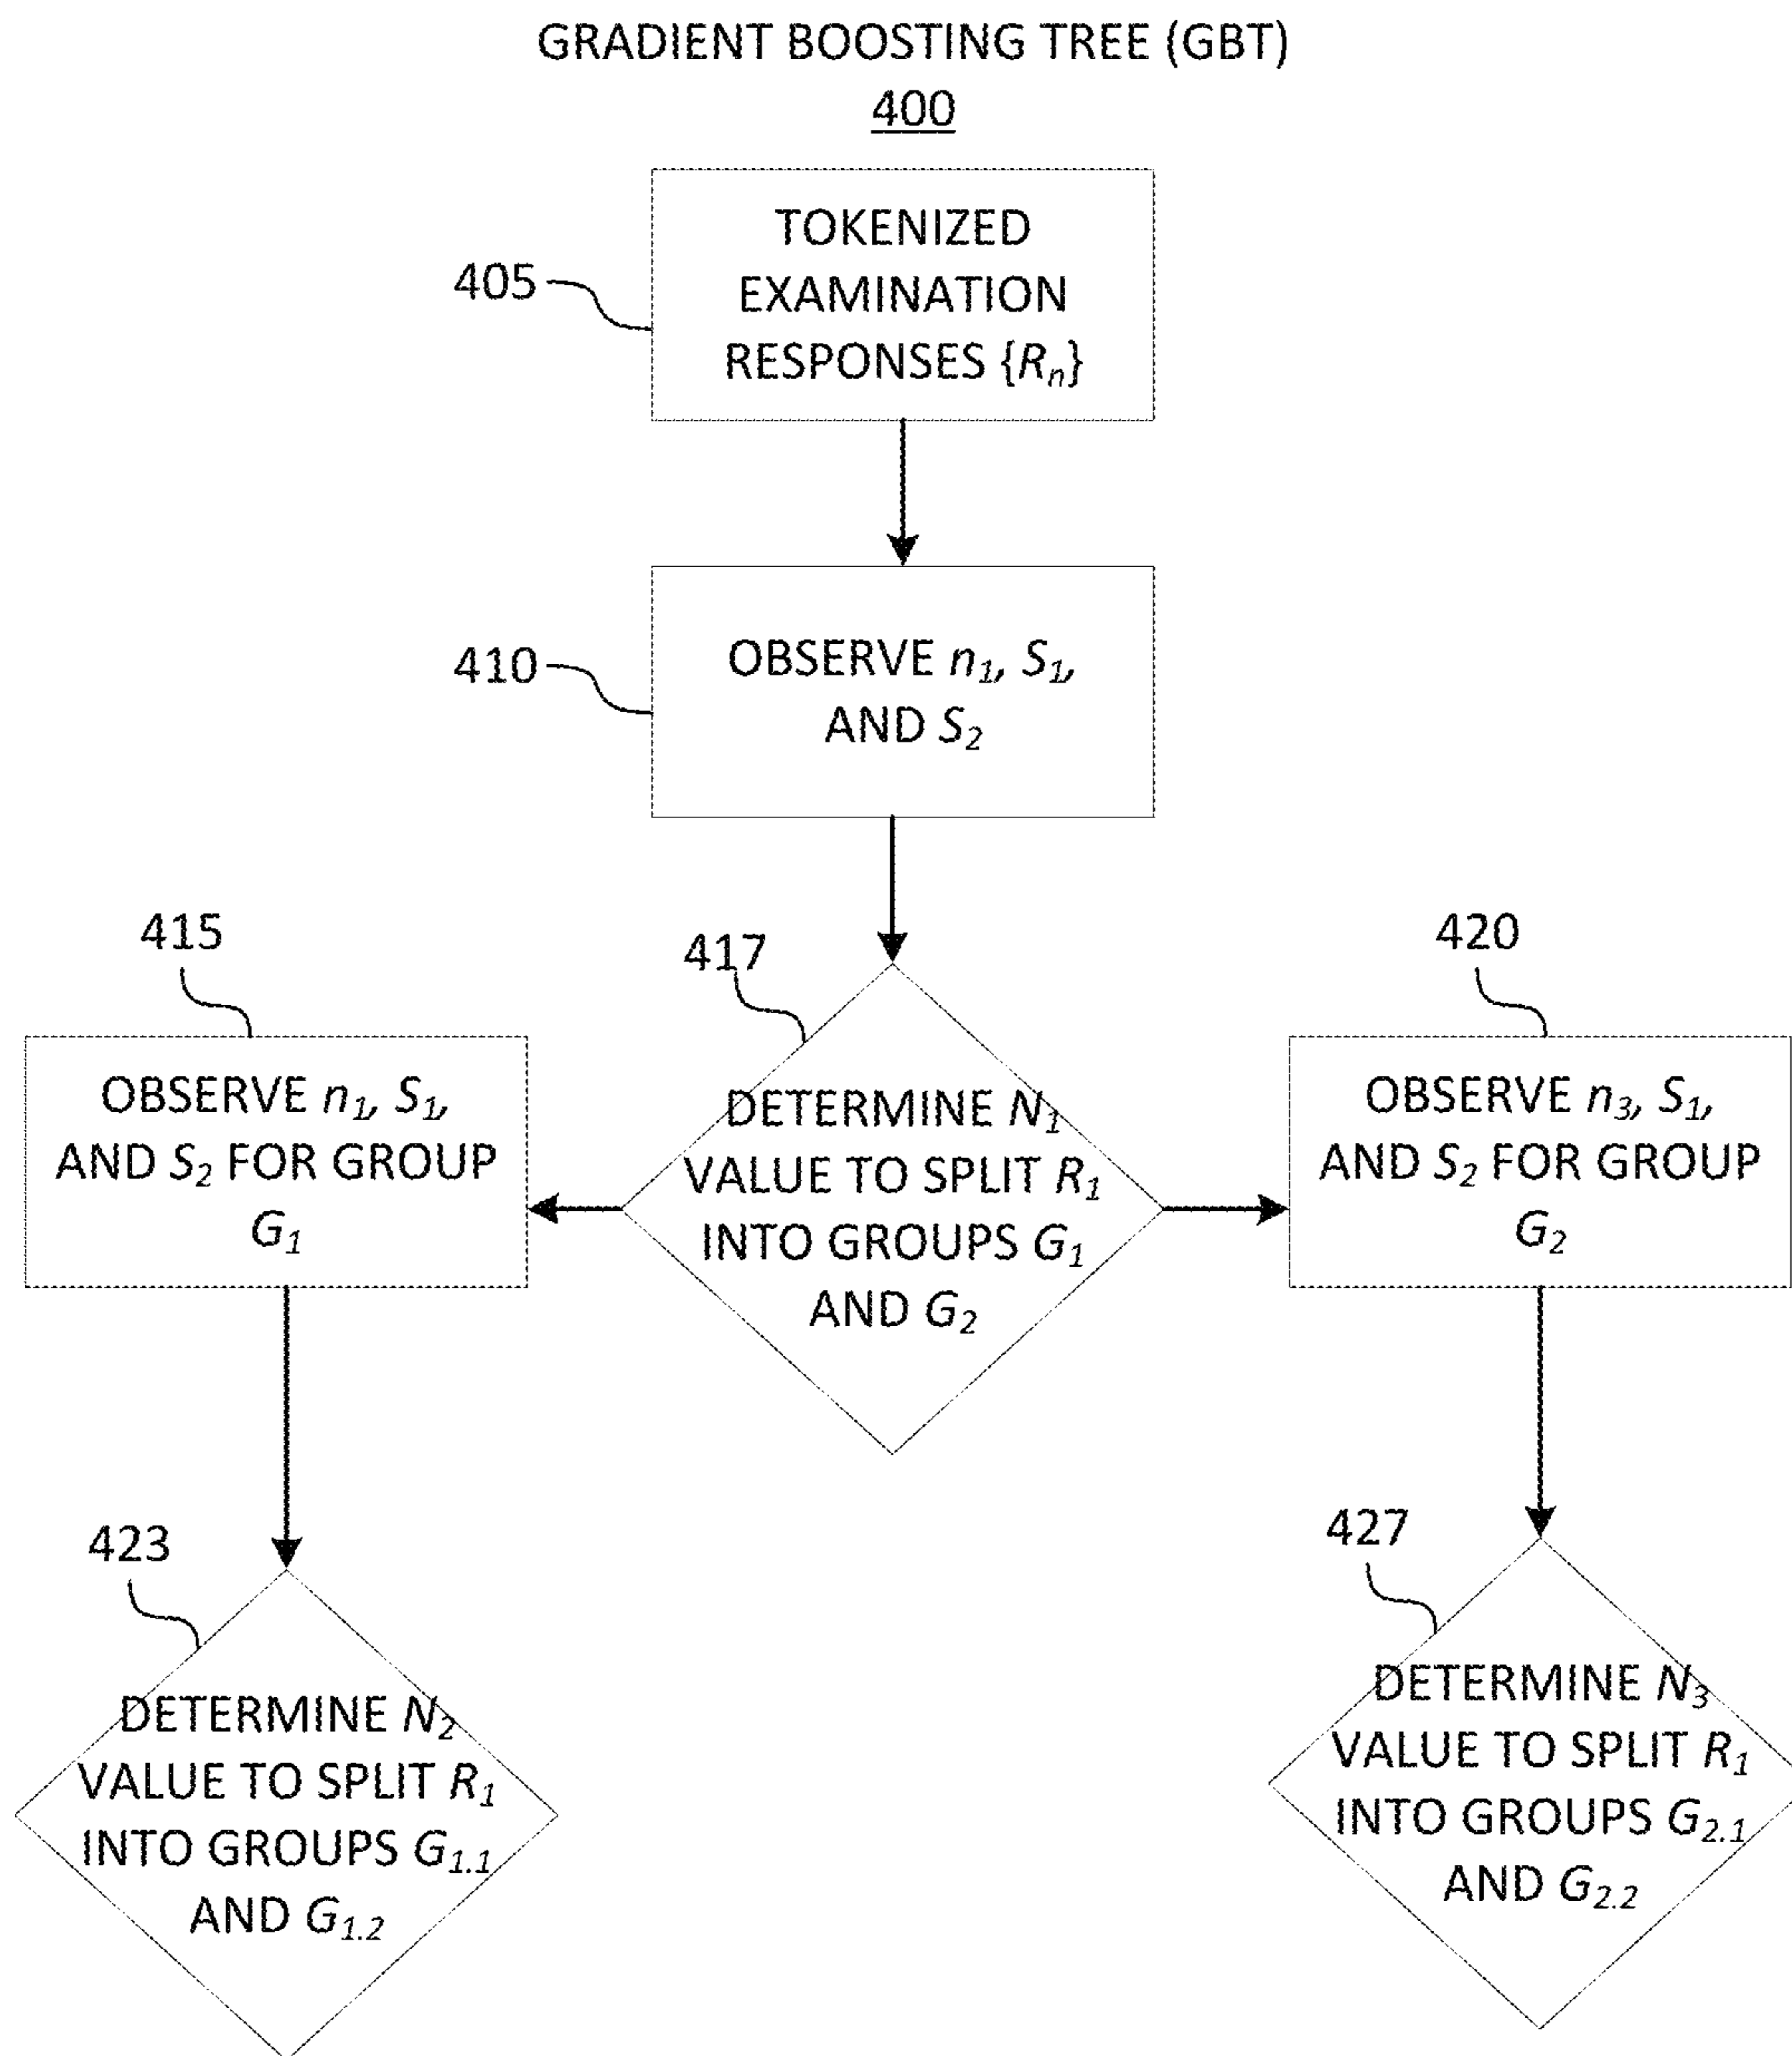 GRADIENT BOOSTING TREE (GBT)
400
405
TOKENIZED
EXAMINATION
RESPONSES {Rₙ}
410
OBSERVE n₁, S₁,
AND S₂
415
OBSERVE n₁, S₁,
AND S₂ FOR GROUP
G₁
417
DETERMINE N₁
VALUE TO SPLIT R₁
INTO GROUPS G₁
AND G₂
420
OBSERVE n₃, S₁,
AND S₂ FOR GROUP
G₂
423
DETERMINE N₂
VALUE TO SPLIT R₁
INTO GROUPS G₁.₁
AND G₁.₂
427
DETERMINE N₃
VALUE TO SPLIT R₁
INTO GROUPS G₂.₁
AND G₂.₂